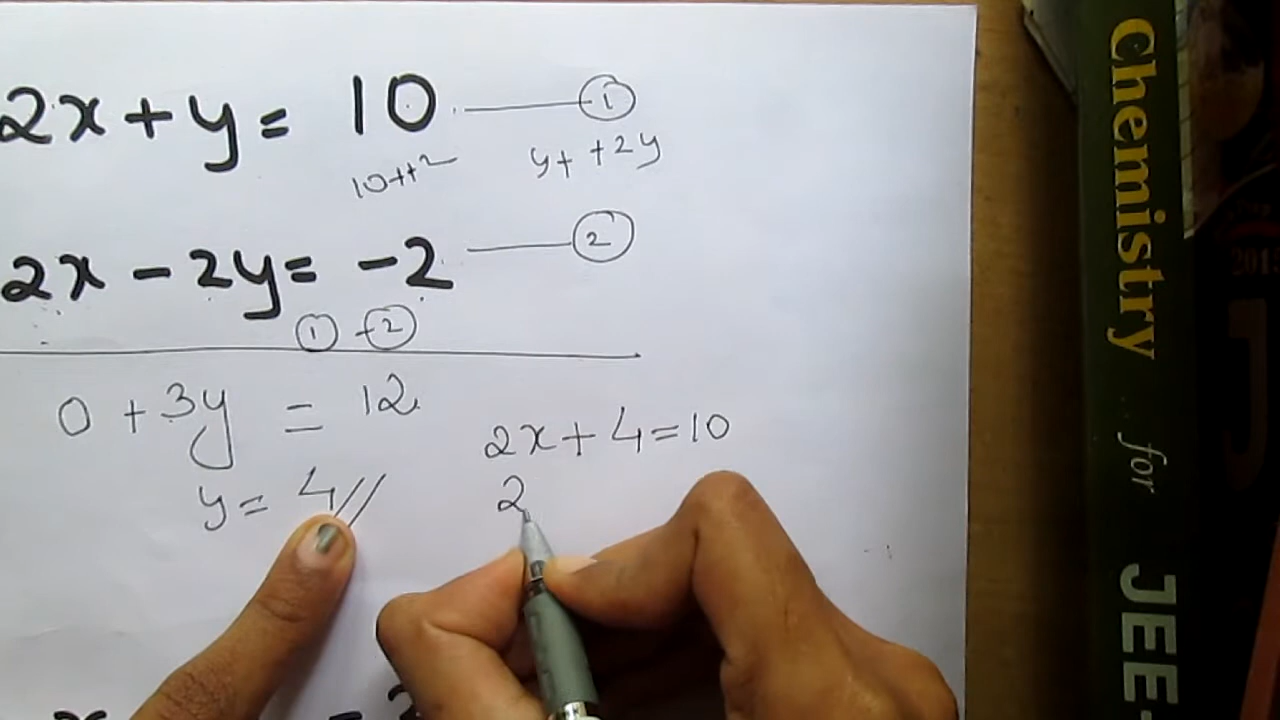 2x + y = 10 ——— ①
10++2 y+ +2y
2x - 2y = -2 ——— ②
① - ②
0 + 3y = 12
2x + 4 = 10
y = 4//
2
Chemistry ... for JEE-
201